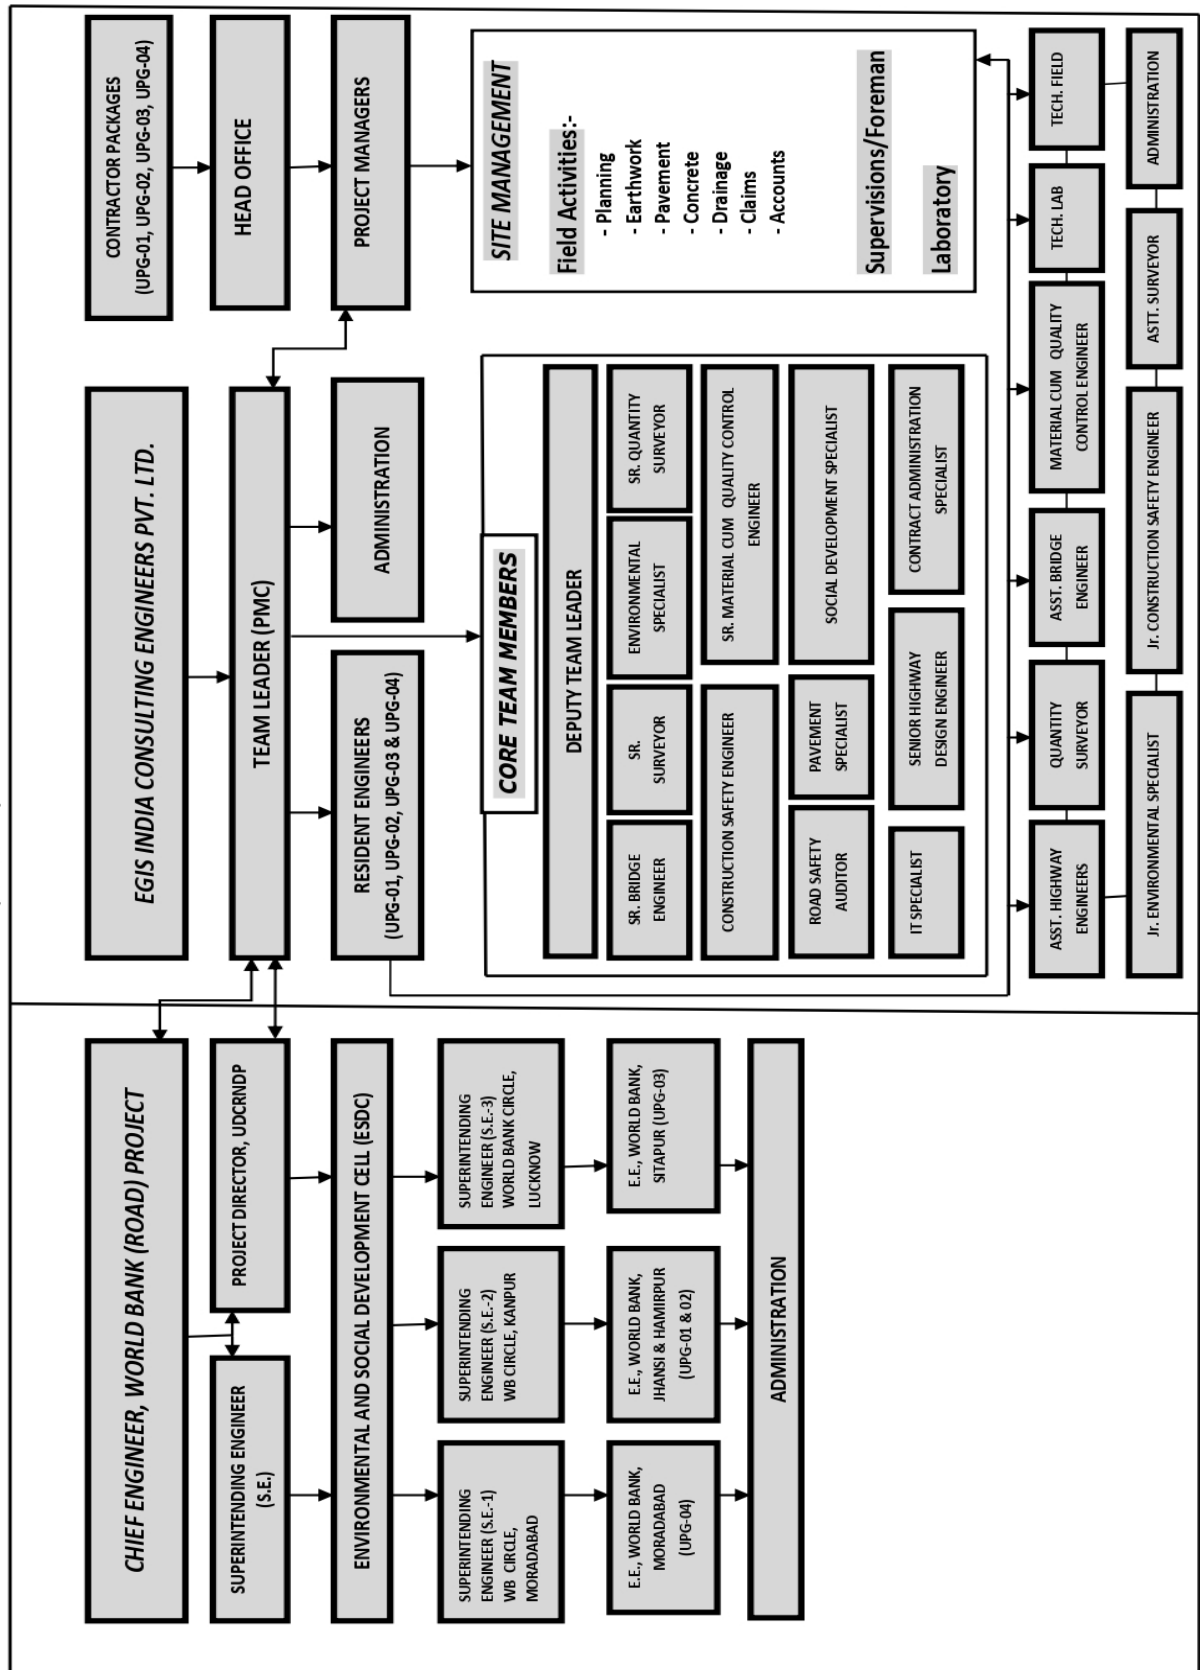 CHIEF ENGINEER, WORLD BANK (ROAD) PROJECT
SUPERINTENDING ENGINEER
(S.E.)
PROJECT DIRECTOR, UDCRNDP
ENVIRONMENTAL AND SOCIAL DEVELOPMENT CELL (ESDC)
SUPERINTENDING
ENGINEER (S.E.-1)
WB CIRCLE,
MORADABAD
SUPERINTENDING
ENGINEER (S.E.-2)
WB CIRCLE, KANPUR
SUPERINTENDING
ENGINEER (S.E.-3)
WORLD BANK CIRCLE,
LUCKNOW
E.E., WORLD BANK,
MORADABAD
(UPG-04)
E.E., WORLD BANK,
JHANSI & HAMIRPUR
(UPG-01 & 02)
E.E., WORLD BANK,
SITAPUR (UPG-03)
ADMINISTRATION
EGIS INDIA CONSULTING ENGINEERS PVT. LTD.
TEAM LEADER (PMC)
RESIDENT ENGINEERS
(UPG-01, UPG-02, UPG-03 & UPG-04)
ADMINISTRATION
CORE TEAM MEMBERS
DEPUTY TEAM LEADER
SR. BRIDGE
ENGINEER
SR.
SURVEYOR
ENVIRONMENTAL
SPECIALIST
SR. QUANTITY
SURVEYOR
CONSTRUCTION SAFETY ENGINEER
SR. MATERIAL CUM QUALITY CONTROL
ENGINEER
ROAD SAFETY
AUDITOR
PAVEMENT
SPECIALIST
SOCIAL DEVELOPMENT SPECIALIST
IT SPECIALIST
SENIOR HIGHWAY
DESIGN ENGINEER
CONTRACT ADMINISTRATION
SPECIALIST
CONTRACTOR PACKAGES
(UPG-01, UPG-02, UPG-03, UPG-04)
HEAD OFFICE
PROJECT MANAGERS
SITE MANAGEMENT
Field Activities:-
- Planning
- Earthwork
- Pavement
- Concrete
- Drainage
- Claims
- Accounts
Supervisions/Foreman
Laboratory
ASST. HIGHWAY
ENGINEERS
QUANTITY
SURVEYOR
ASST. BRIDGE
ENGINEER
MATERIAL CUM QUALITY
CONTROL ENGINEER
TECH. LAB
TECH. FIELD
Jr. ENVIRONMENTAL SPECIALIST
Jr. CONSTRUCTION SAFETY ENGINEER
ASTT. SURVEYOR
ADMINISTRATION